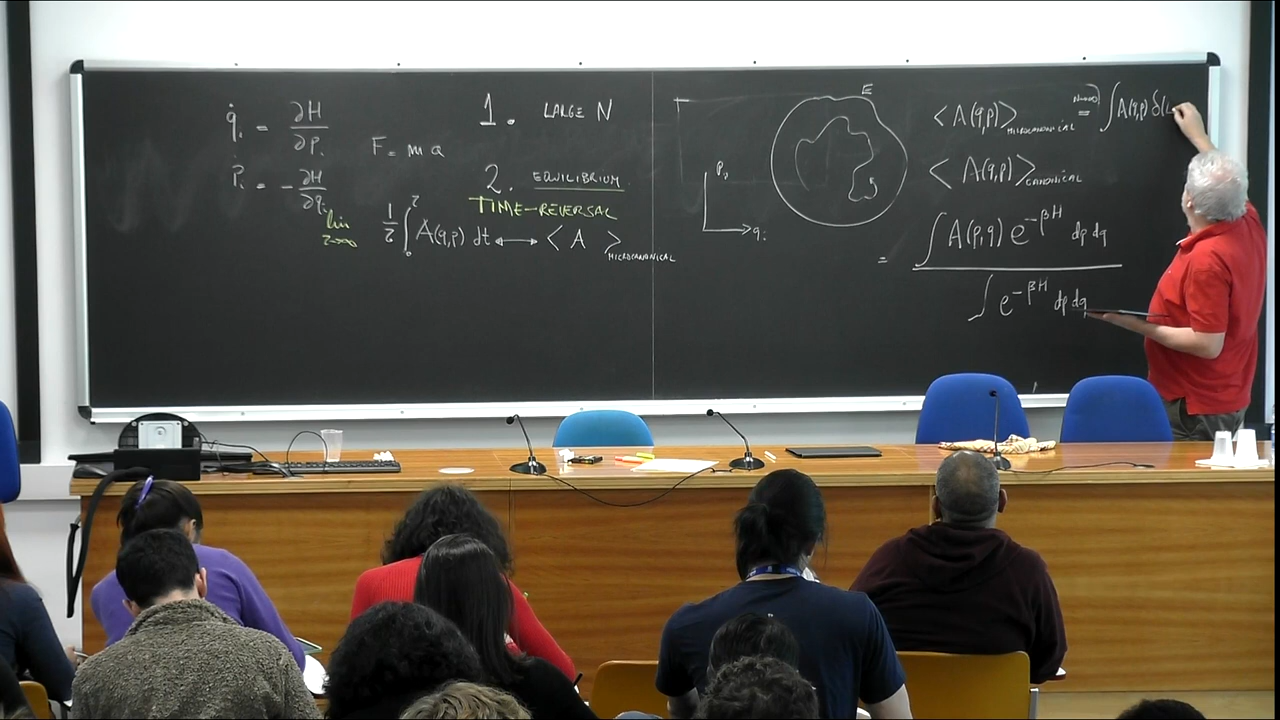 q̇ᵢ = ∂H/∂Pᵢ
Ṗᵢ = - ∂H/∂qᵢ
F = m a
1. LARGE N
2. EQUILIBRIUM
TIME-REVERSAL
lim τ→∞ 1/τ ∫₀^τ A(q,p) dt ⟷ < A >MICROCANONICAL
Pᵢ
qᵢ
E
<A(q,p)>MICROCANONICAL N→∞ = ∫ A(q,p) δ(
<A(q,p)>CANONICAL
= ∫ A(p,q) e^-βH dp dq
∫ e^-βH dp dq